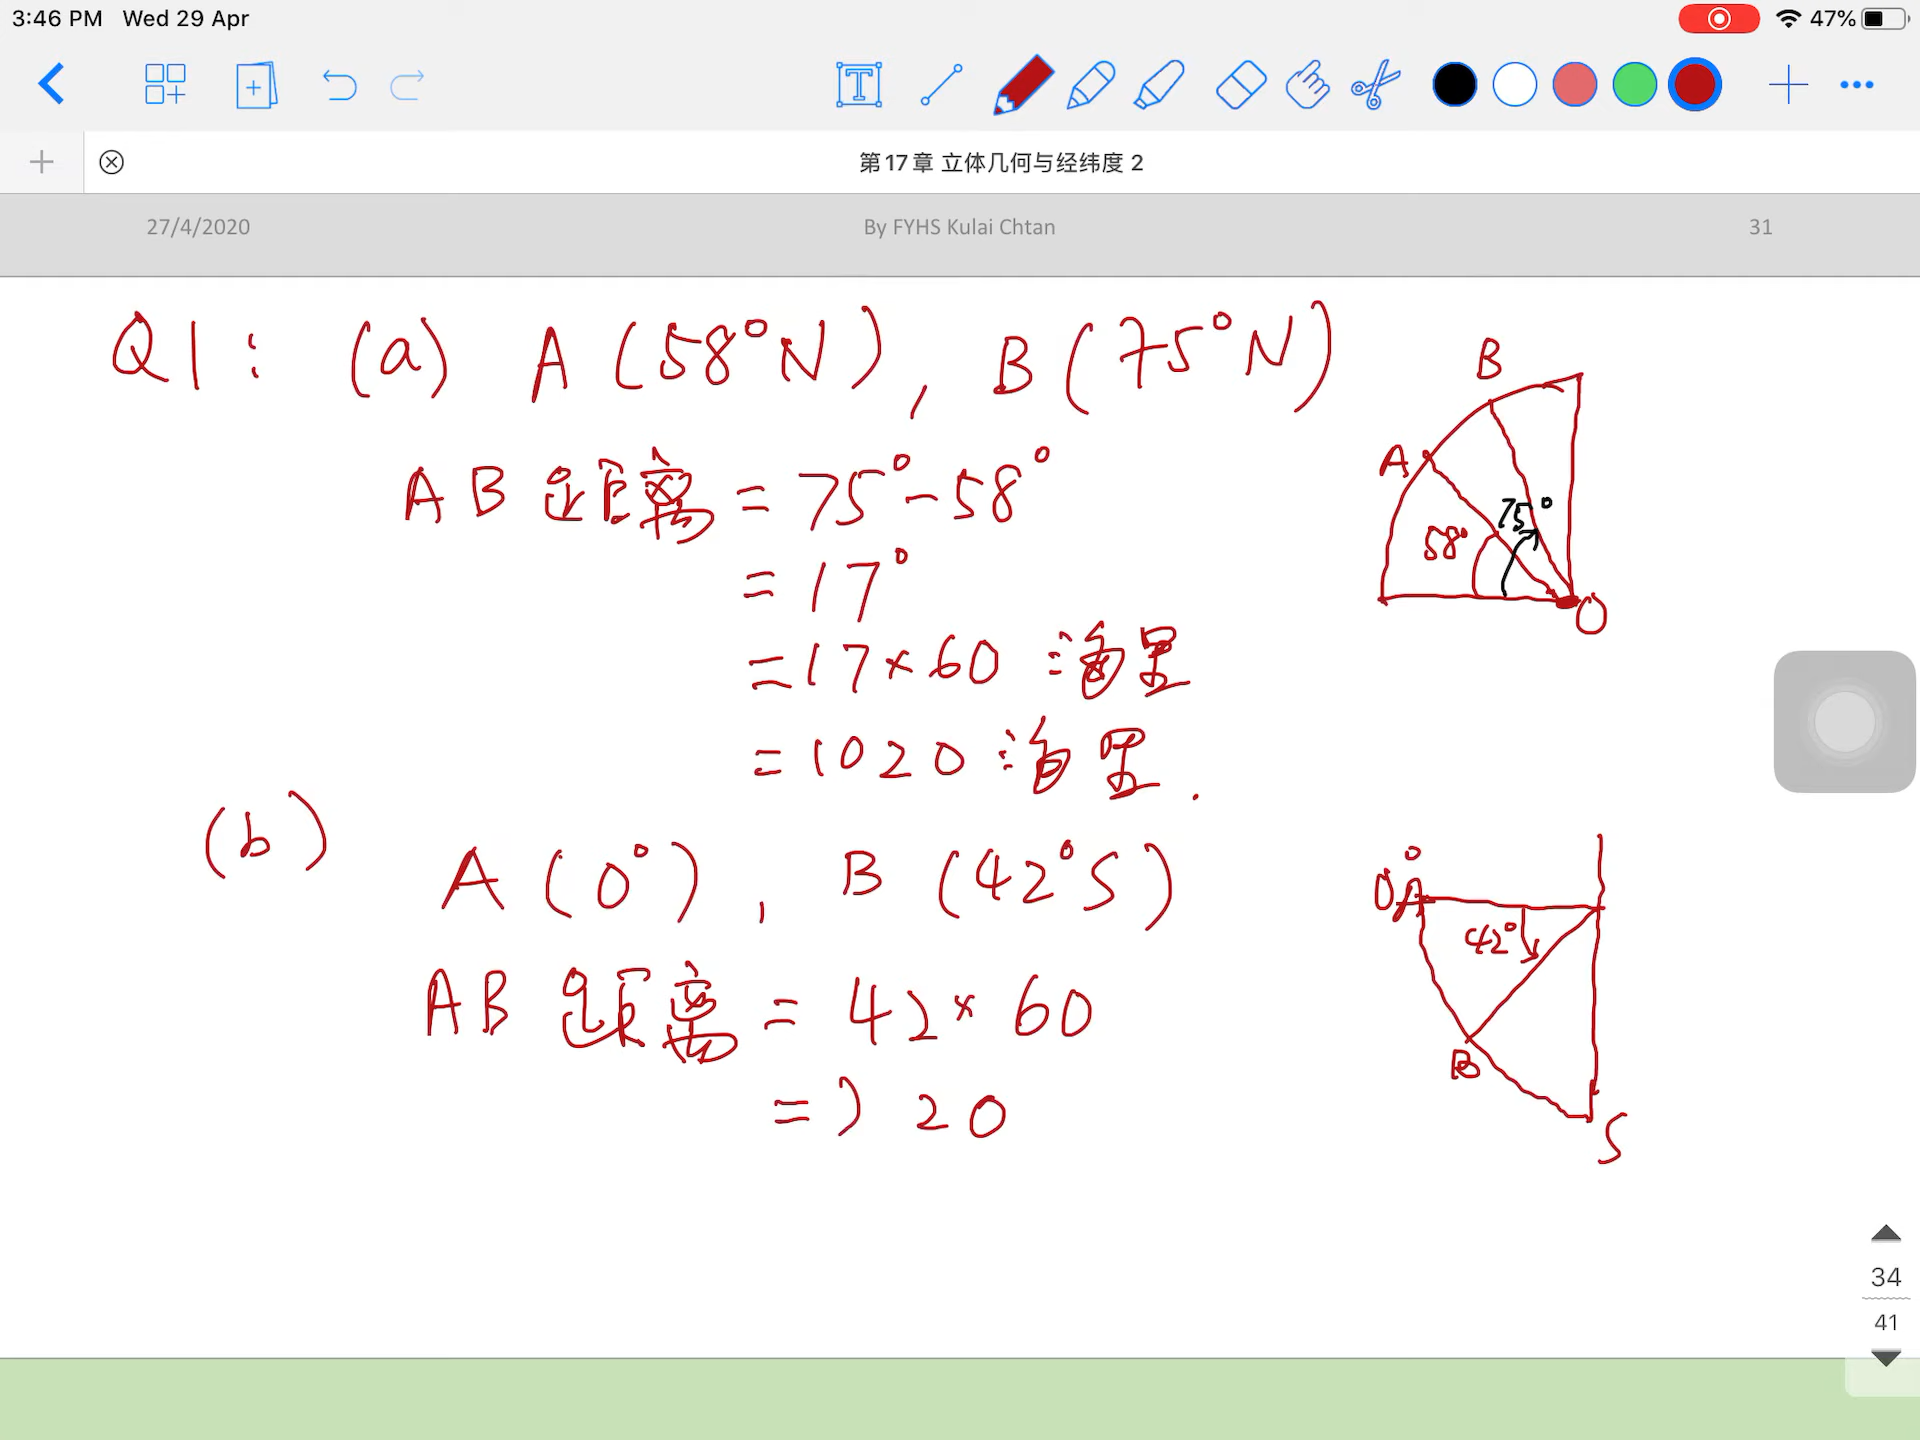 3:46 PM Wed 29 Apr
47%
T
第17章 立体几何与经纬度 2
27/4/2020 By FYHS Kulai Chtan 31
Q1: (a) A (58°N), B (75°N)
B
AB 距离 = 75° - 58°
A
75°
58°
= 17°
O
= 17 × 60 海里
= 1020 海里.
(b)
A (0°), B (42°S)
0°A
42°
AB 距离 = 42 × 60
B
= 20
S
34
41